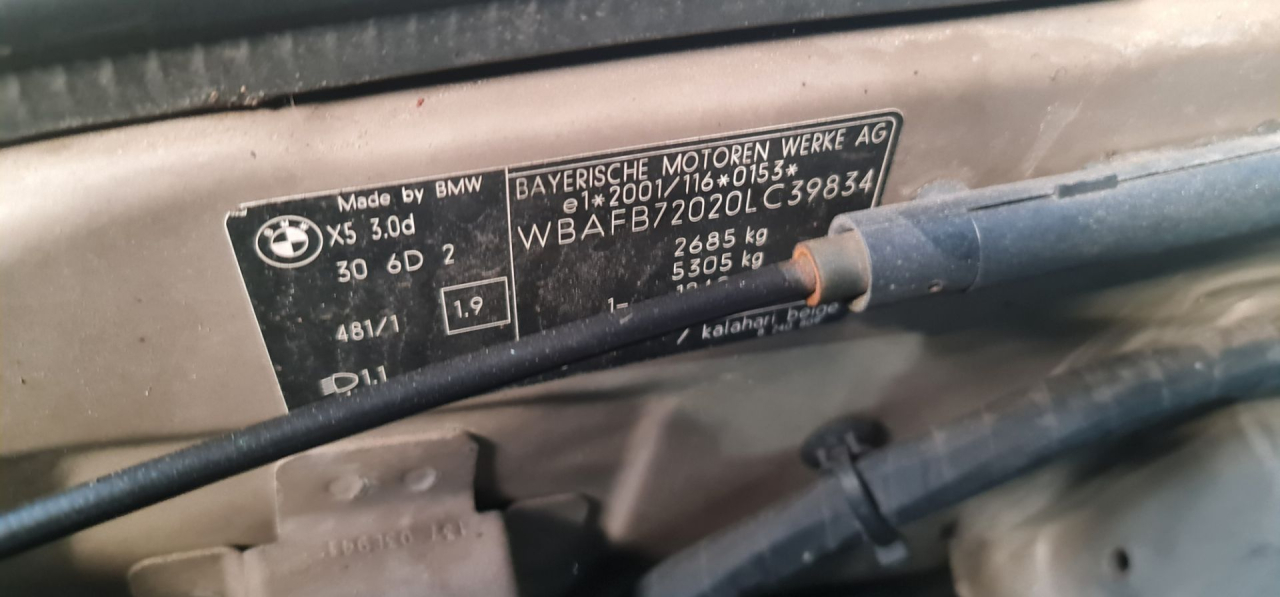 Made by BMW
X5 3.0d
30 6D 2
481/1
1.9
D 1.1
BAYERISCHE MOTOREN WERKE AG
e1*2001/116*0153*
WBAFB72020LC39834
2685 kg
5305 kg
1-
/ kalahari beige